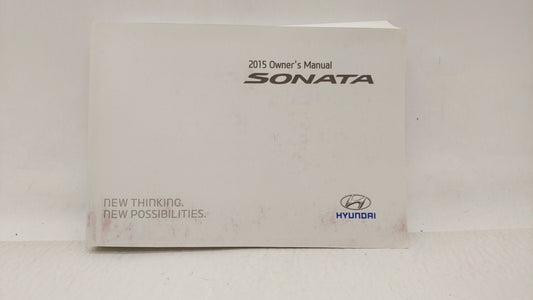 2015 Owner's Manual
SONATA
NEW THINKING.
NEW POSSIBILITIES.
HYUNDAI